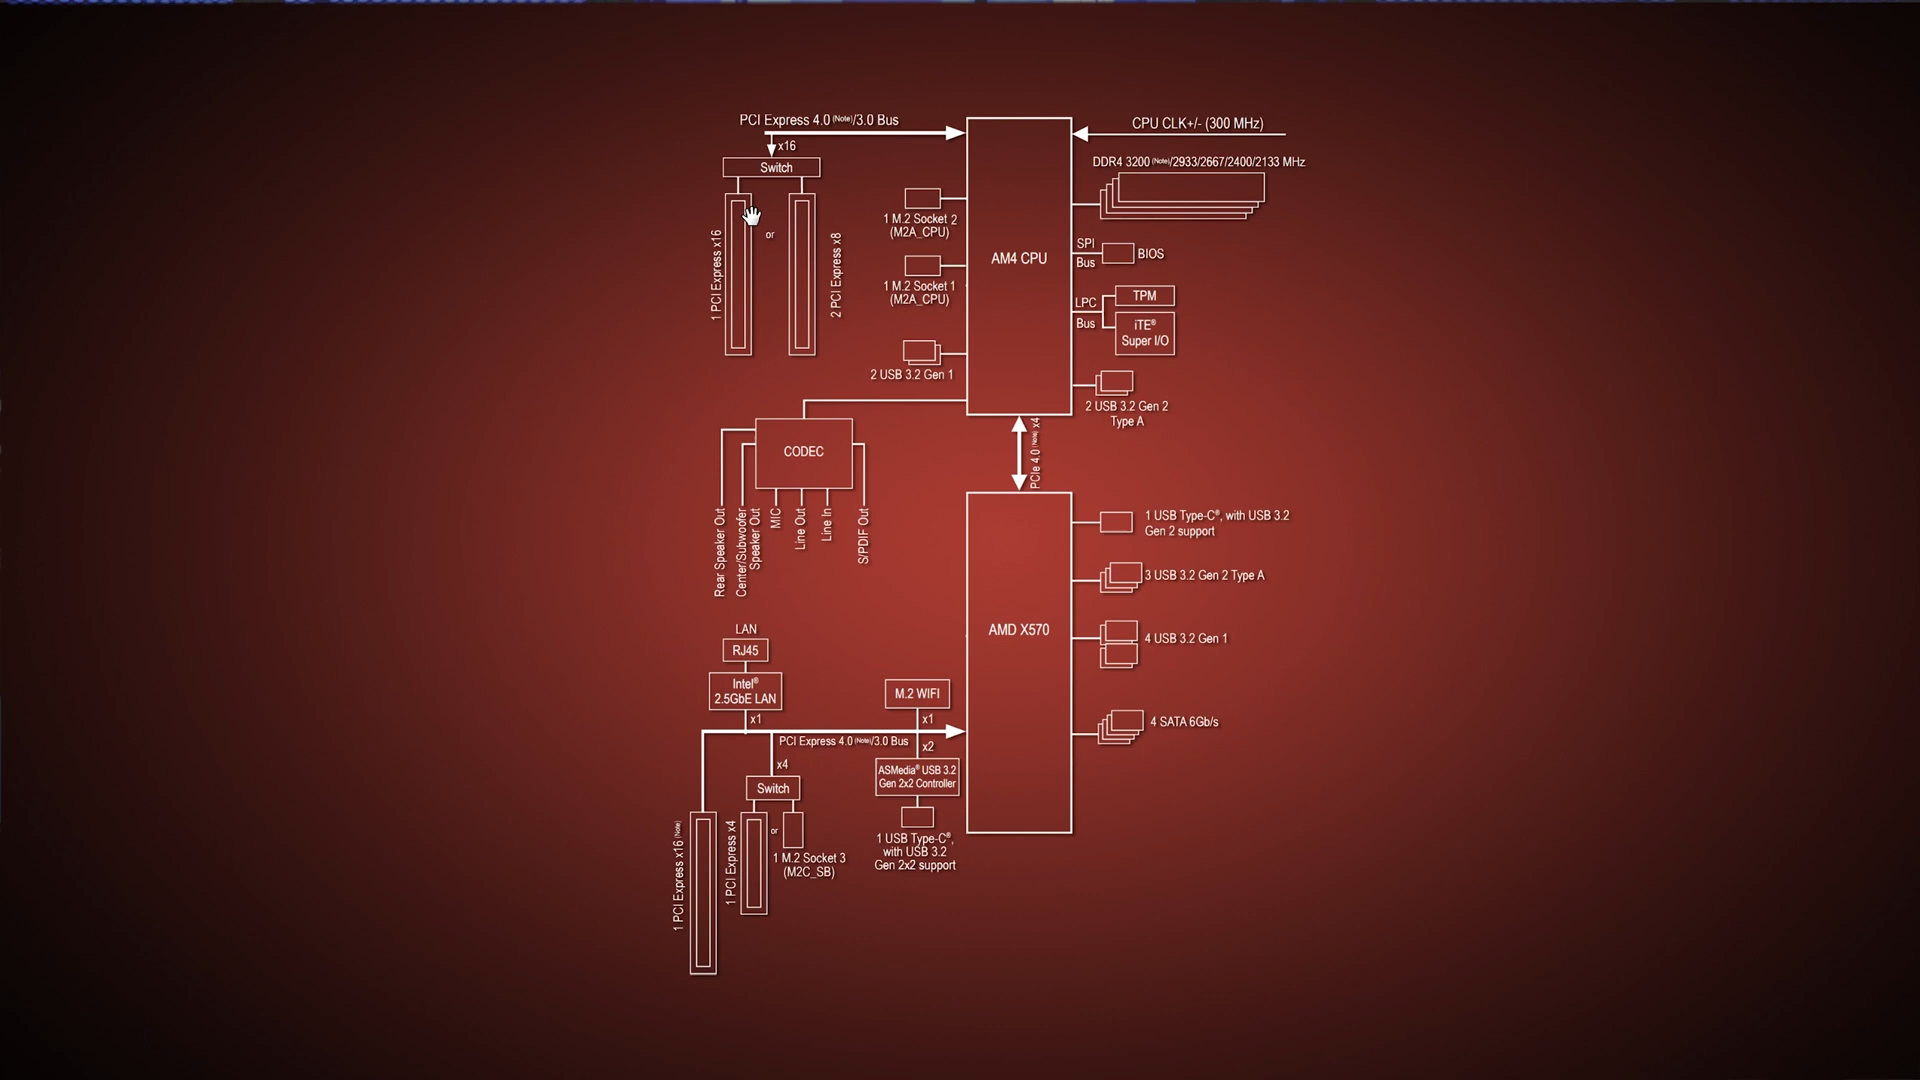 PCI Express 4.0 (Note)/3.0 Bus
x16
Switch
1 PCI Express x16
or
2 PCI Express x8
CPU CLK+/- (300 MHz)
DDR4 3200 (Note)/2933/2667/2400/2133 MHz
1 M.2 Socket 2
(M2A_CPU)
1 M.2 Socket 1
(M2A_CPU)
2 USB 3.2 Gen 1
AM4 CPU
SPI
Bus
BIOS
LPC
Bus
TPM
iTE®
Super I/O
2 USB 3.2 Gen 2
Type A
PCIe 4.0 (Note) x4
CODEC
Rear Speaker Out
Center/Subwoofer
Speaker Out
MIC
Line Out
Line In
S/PDIF Out
AMD X570
1 USB Type-C®, with USB 3.2
Gen 2 support
3 USB 3.2 Gen 2 Type A
4 USB 3.2 Gen 1
4 SATA 6Gb/s
LAN
RJ45
Intel®
2.5GbE LAN
x1
M.2 WIFI
x1
PCI Express 4.0 (Note)/3.0 Bus
x2
x4
Switch
ASMedia® USB 3.2
Gen 2x2 Controller
1 USB Type-C®,
with USB 3.2
Gen 2x2 support
1 PCI Express x16 (Note)
1 PCI Express x4
or
1 M.2 Socket 3
(M2C_SB)